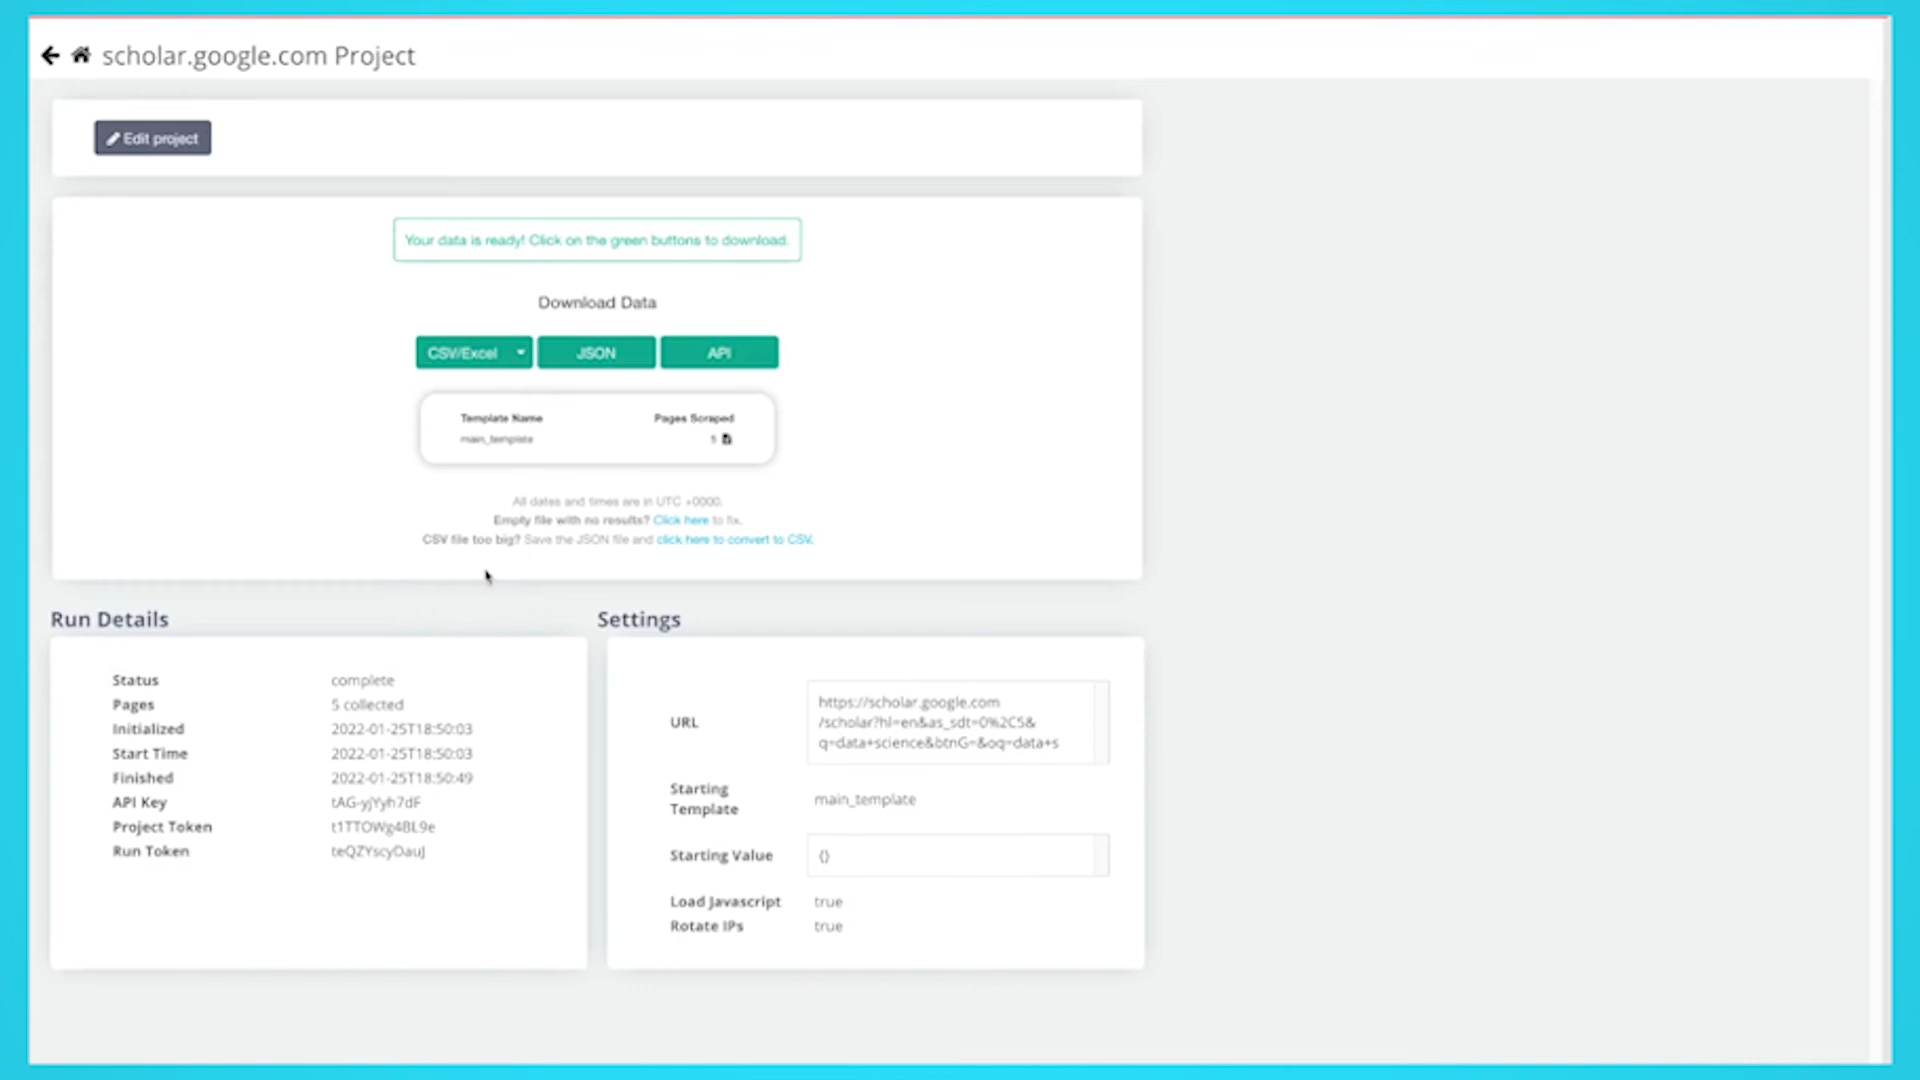 scholar.google.com Project
Edit project
Your data is ready! Click on the green buttons to download.
Download Data
CSV/Excel JSON API
Template Name Pages Scraped
main_template 5
All dates and times are in UTC +0000.
Empty file with no results? Click here to fix.
CSV file too big? Save the JSON file and click here to convert to CSV.
Run Details
Status complete
Pages 5 collected
Initialized 2022-01-25T18:50:03
Start Time 2022-01-25T18:50:03
Finished 2022-01-25T18:50:49
API Key tAG-yjYyh7dF
Project Token t1TTOWg4BL9e
Run Token teQZYscyDauJ
Settings
URL
https://scholar.google.com
/scholar?hl=en&as_sdt=0%2C5&
q=data+science&btnG=&oq=data+s
Starting
Template
main_template
Starting Value {}
Load Javascript true
Rotate IPs true